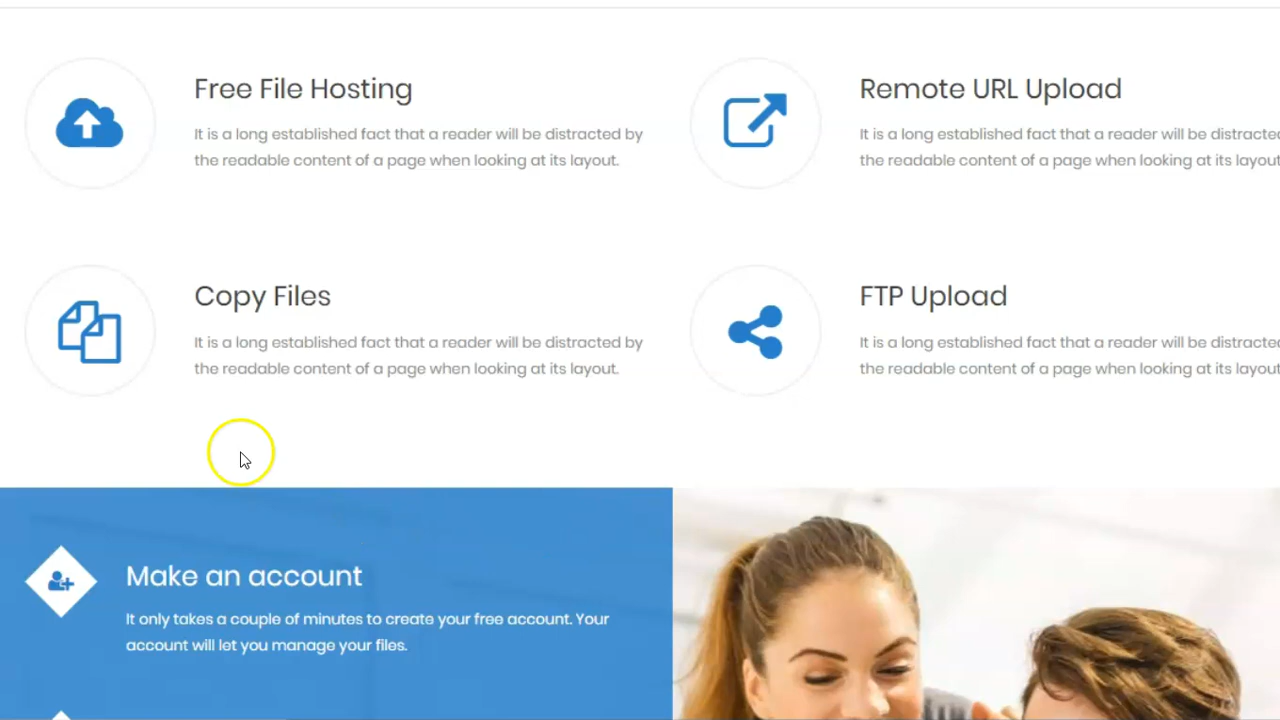 Free File Hosting
It is a long established fact that a reader will be distracted by
the readable content of a page when looking at its layout.
Remote URL Upload
It is a long established fact that a reader will be distracted
the readable content of a page when looking at its layout
Copy Files
It is a long established fact that a reader will be distracted by
the readable content of a page when looking at its layout.
FTP Upload
It is a long established fact that a reader will be distracted
the readable content of a page when looking at its layout
Make an account
It only takes a couple of minutes to create your free account. Your
account will let you manage your files.